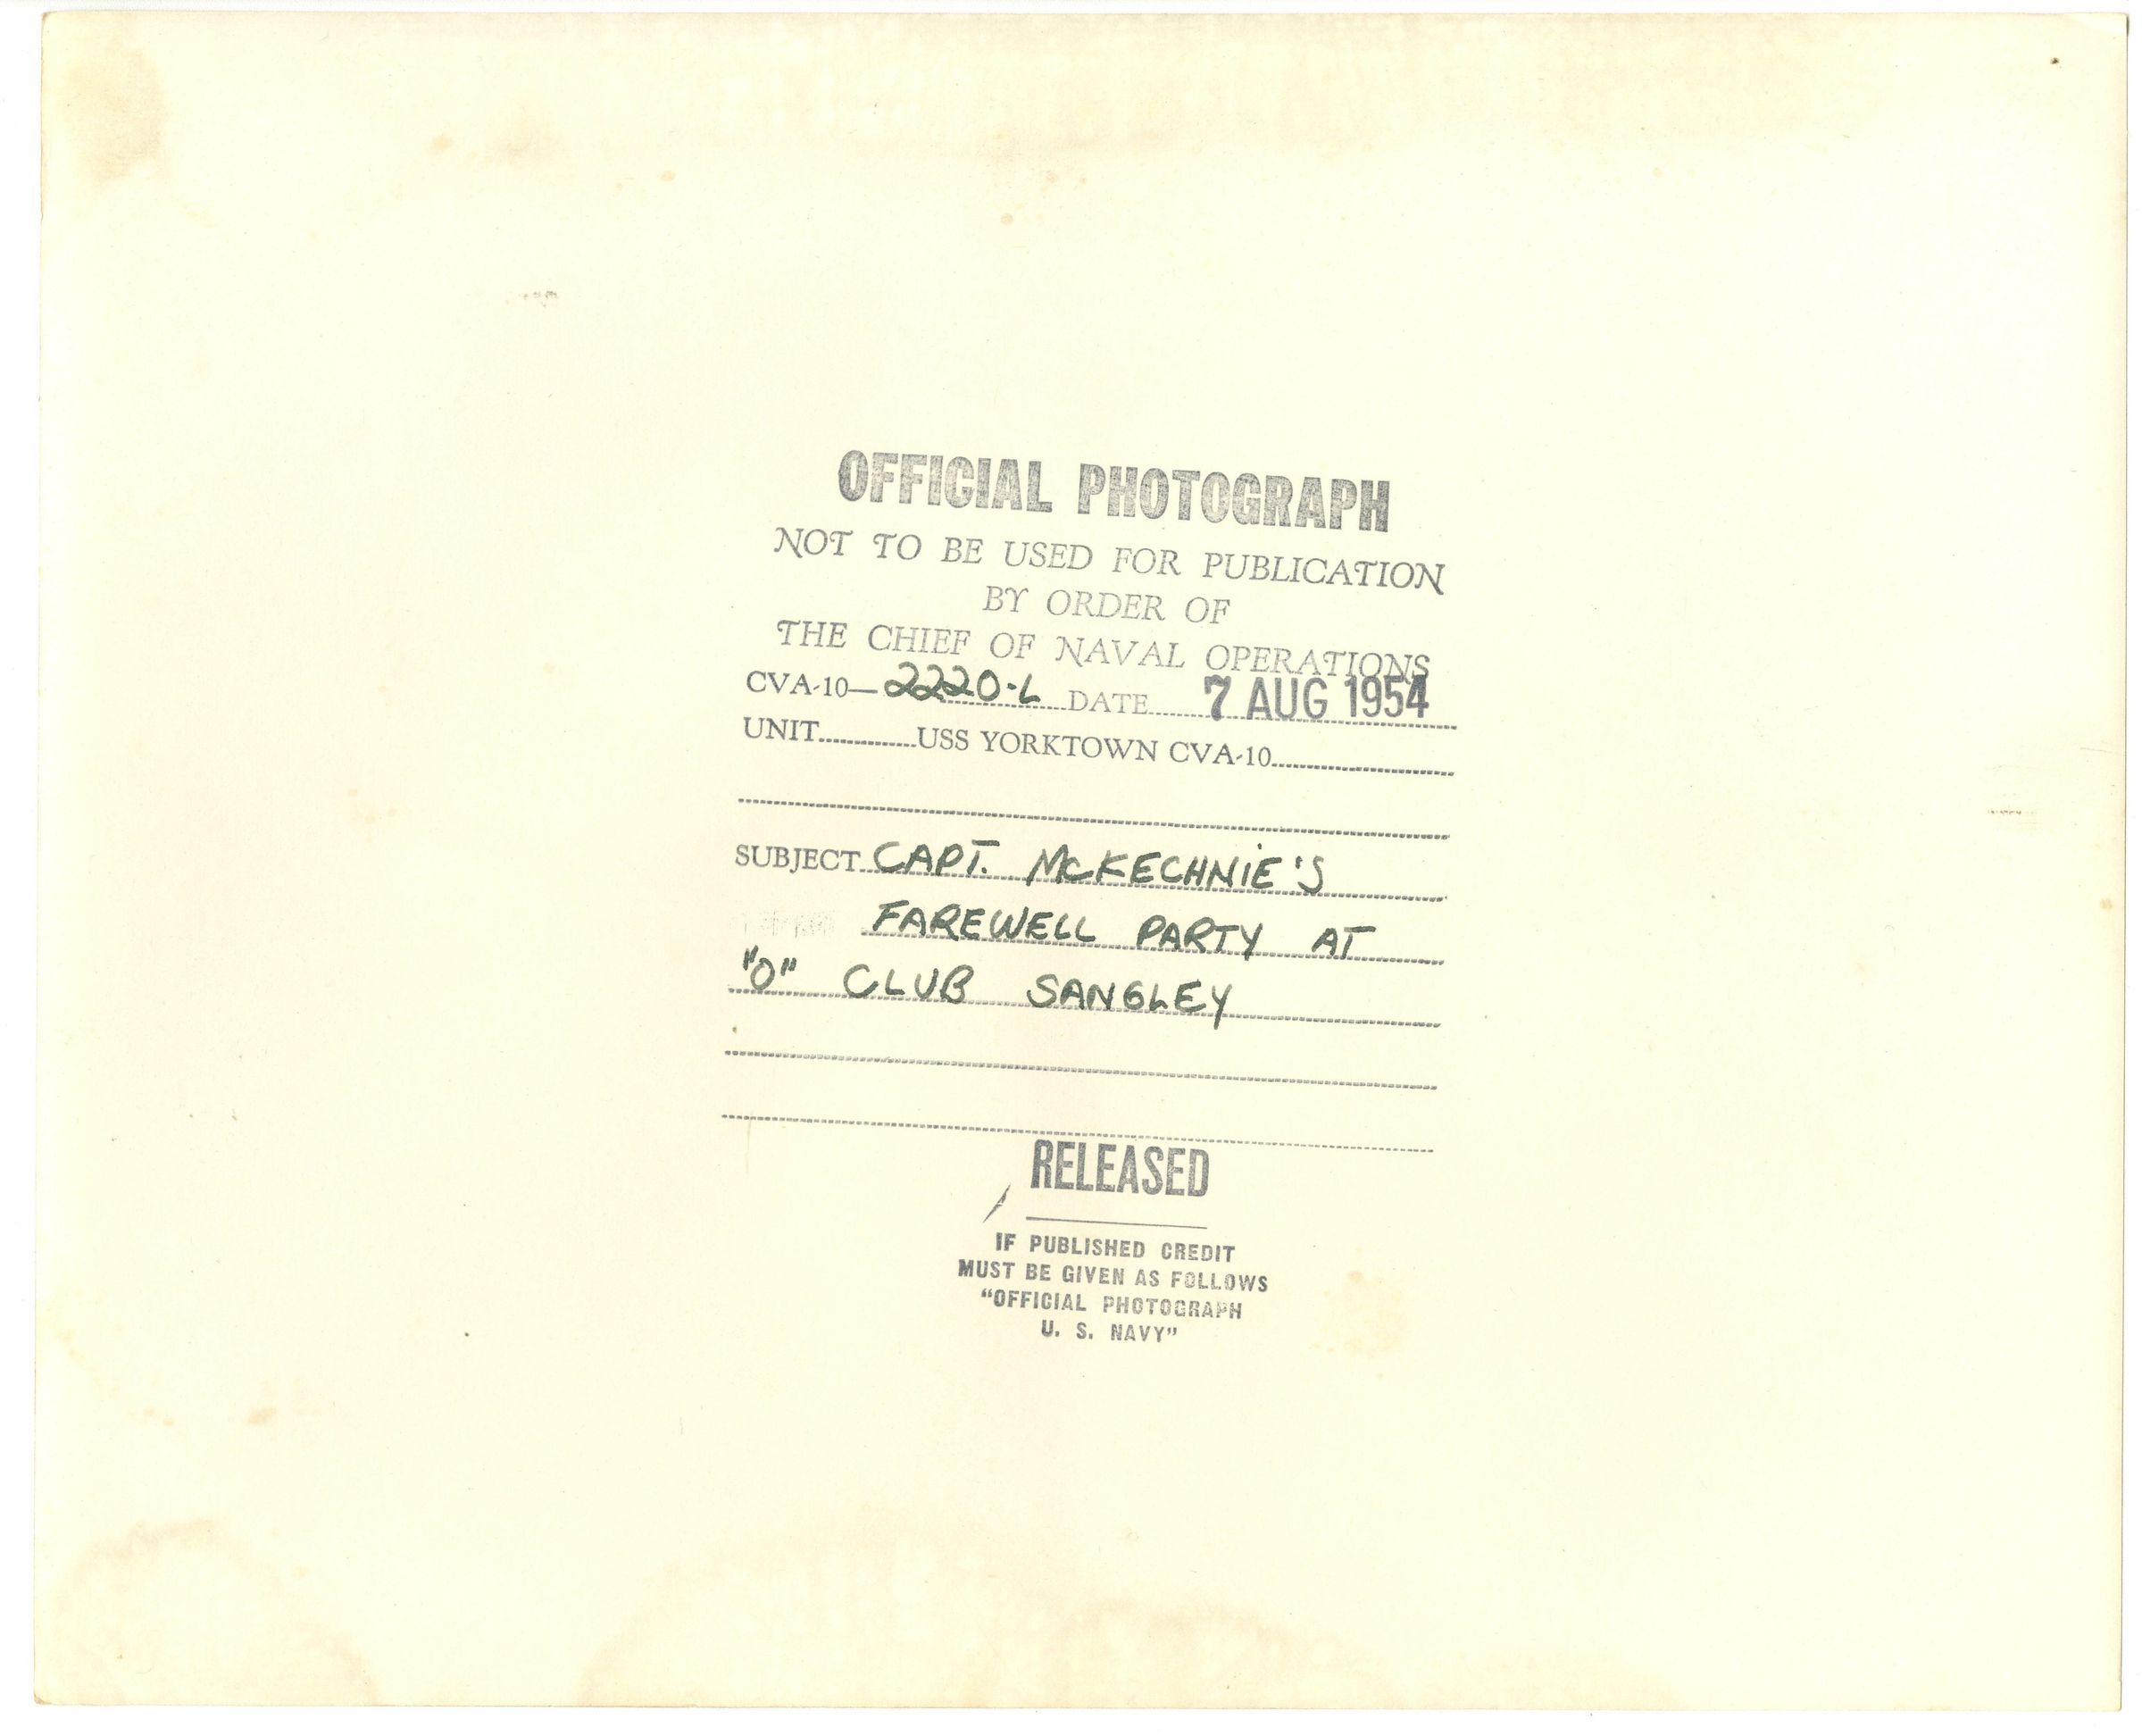 OFFICIAL PHOTOGRAPH
NOT TO BE USED FOR PUBLICATION
BY ORDER OF
THE CHIEF OF NAVAL OPERATIONS
CVA-10—2220-L DATE 7 AUG 1954
UNIT USS YORKTOWN CVA-10
SUBJECT CAPT. MCKECHNIE'S
FAREWELL PARTY AT
"O" CLUB SANGLEY
RELEASED
IF PUBLISHED CREDIT
MUST BE GIVEN AS FOLLOWS
“OFFICIAL PHOTOGRAPH
U. S. NAVY”